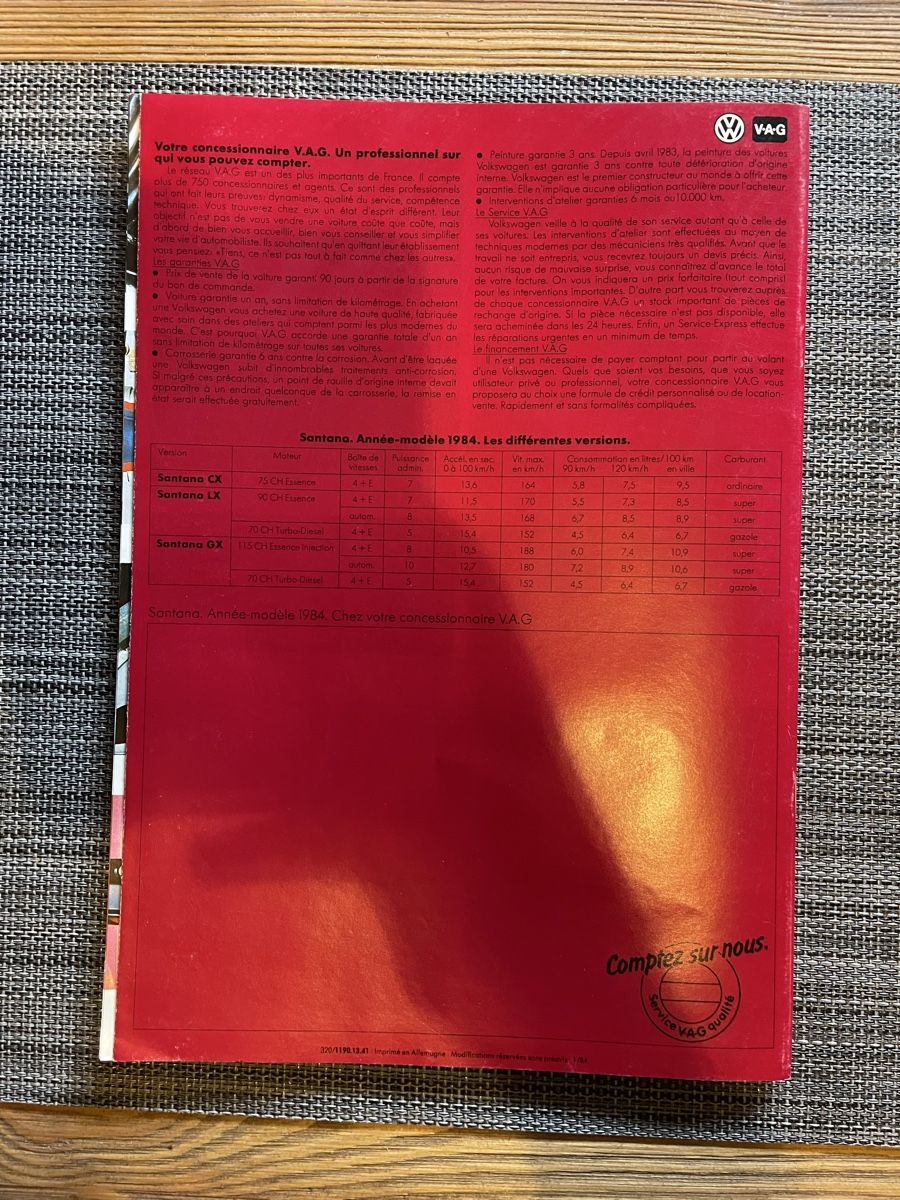 V·A·G
Votre concessionnaire V.A.G. Un professionnel sur
qui vous pouvez compter.
Le réseau V.A.G est un des plus importants de France. Il compte
plus de 750 concessionnaires et agents. Ce sont des professionnels
qui ont fait leurs preuves: dynamisme, qualité du service, compétence
technique. Vous trouverez chez eux un état d'esprit différent. Leur
objectif n'est pas de vous vendre une voiture coûte que coûte, mais
d'abord de bien vous accueillir, bien vous conseiller et vous simplifier
votre vie d'automobiliste. Ils souhaitent qu'en quittant leur établissement
vous pensiez: «Tiens, ce n'est pas tout à fait comme chez les autres».
Les garanties V.A.G
• Prix de vente de la voiture garanti 90 jours à partir de la signature
du bon de commande.
• Voiture garantie un an, sans limitation de kilométrage. En achetant
une Volkswagen vous achetez une voiture de haute qualité, fabriquée
avec soin dans des ateliers qui comptent parmi les plus modernes du
monde. C'est pourquoi V.A.G accorde une garantie totale d'un an
sans limitation de kilométrage sur toutes ses voitures.
• Carrosserie garantie 6 ans contre la corrosion. Avant d'être laquée
une Volkswagen subit d'innombrables traitements anti-corrosion.
Si malgré ces précautions, un point de rouille d'origine interne devait
apparaître à un endroit quelconque de la carrosserie, la remise en
état serait effectuée gratuitement.
• Peinture garantie 3 ans. Depuis avril 1983, la peinture des voitures
Volkswagen est garantie 3 ans contre toute détérioration d'origine
interne. Volkswagen est le premier constructeur au monde à offrir cette
garantie. Elle n'implique aucune obligation particulière pour l'acheteur.
• Interventions d'atelier garanties 6 mois ou 10.000 km.
Le Service V.A.G
Volkswagen veille à la qualité de son service autant qu'à celle de
ses voitures. Les interventions d'atelier sont effectuées au moyen de
techniques modernes par des mécaniciens très qualifiés. Avant que le
travail ne soit entrepris, vous recevrez toujours un devis précis. Ainsi,
aucun risque de mauvaise surprise, vous connaîtrez d'avance le total
de votre facture. On vous indiquera un prix forfaitaire (tout compris)
pour les interventions importantes. D'autre part vous trouverez auprès
de chaque concessionnaire V.A.G un stock important de pièces de
rechange d'origine. Si la pièce nécessaire n'est pas disponible, elle
sera acheminée dans les 24 heures. Enfin, un Service-Express effectue
les réparations urgentes en un minimum de temps.
Le financement V.A.G
Il n'est pas nécessaire de payer comptant pour partir au volant
d'une Volkswagen. Quels que soient vos besoins, que vous soyez
utilisateur privé ou professionnel, votre concessionnaire V.A.G vous
proposera au choix une formule de crédit personnalisé ou de location-
vente. Rapidement et sans formalités compliquées.
Santana. Année-modèle 1984. Les différentes versions.
Version Moteur Boîte de vitesses Puissance admin. Accél. en sec. 0 à 100 km/h Vit. max. en km/h Consommation en litres/100 km 90 km/h 120 km/h en ville Carburant
Santana CX 75 CH Essence 4 + E 7 13,6 164 5,8 7,5 9,5 ordinaire
Santana LX 90 CH Essence 4 + E 7 11,5 170 5,5 7,3 8,5 super
autom. 8 13,5 168 6,7 8,5 8,9 super
70 CH Turbo-Diesel 4 + E 5 15,4 152 4,5 6,4 6,7 gazole
Santana GX 115 CH Essence Injection 4 + E 8 10,5 188 6,0 7,4 10,9 super
autom. 10 12,7 180 7,2 8,9 10,6 super
70 CH Turbo-Diesel 4 + E 5 15,4 152 4,5 6,4 6,7 gazole
Santana. Année-modèle 1984. Chez votre concessionnaire V.A.G
Comptez sur nous.
Service V·A·G qualité
320/1190.13.41 · Imprimé en Allemagne · Modifications réservées sans préavis · 1/84